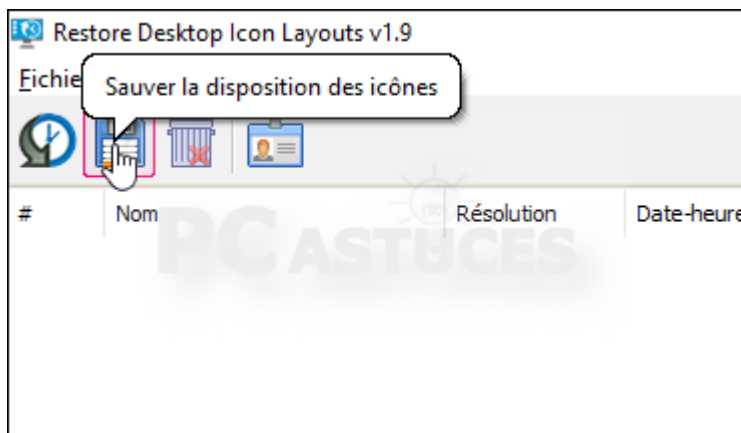 Restore Desktop Icon Layouts v1.9
Fichie
Sauver la disposition des icônes
# Nom Résolution Date-heure
PC ASTUCES